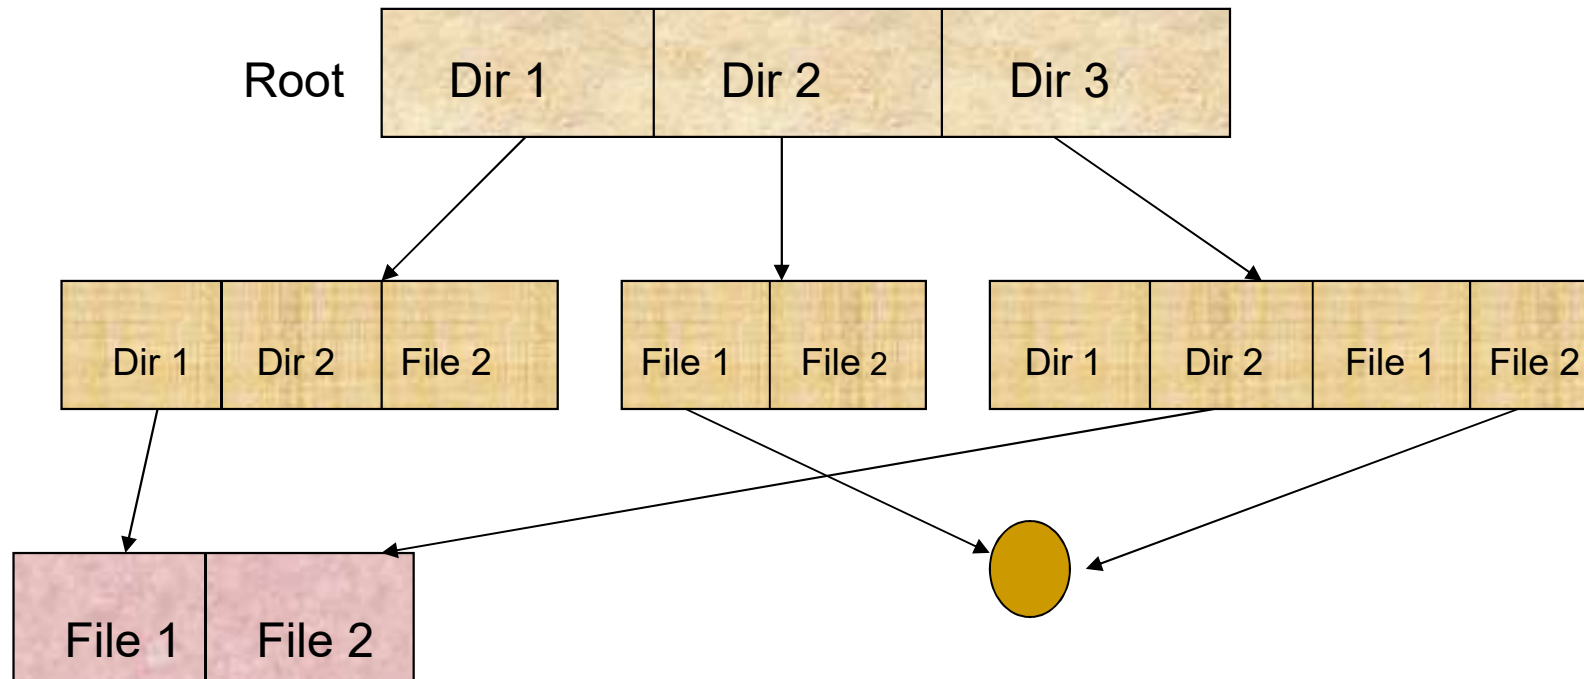 Root Dir 1 Dir 2 Dir 3
Dir 1 Dir 2 File 2 File 1 File 2 Dir 1 Dir 2 File 1 File 2
File 1 File 2